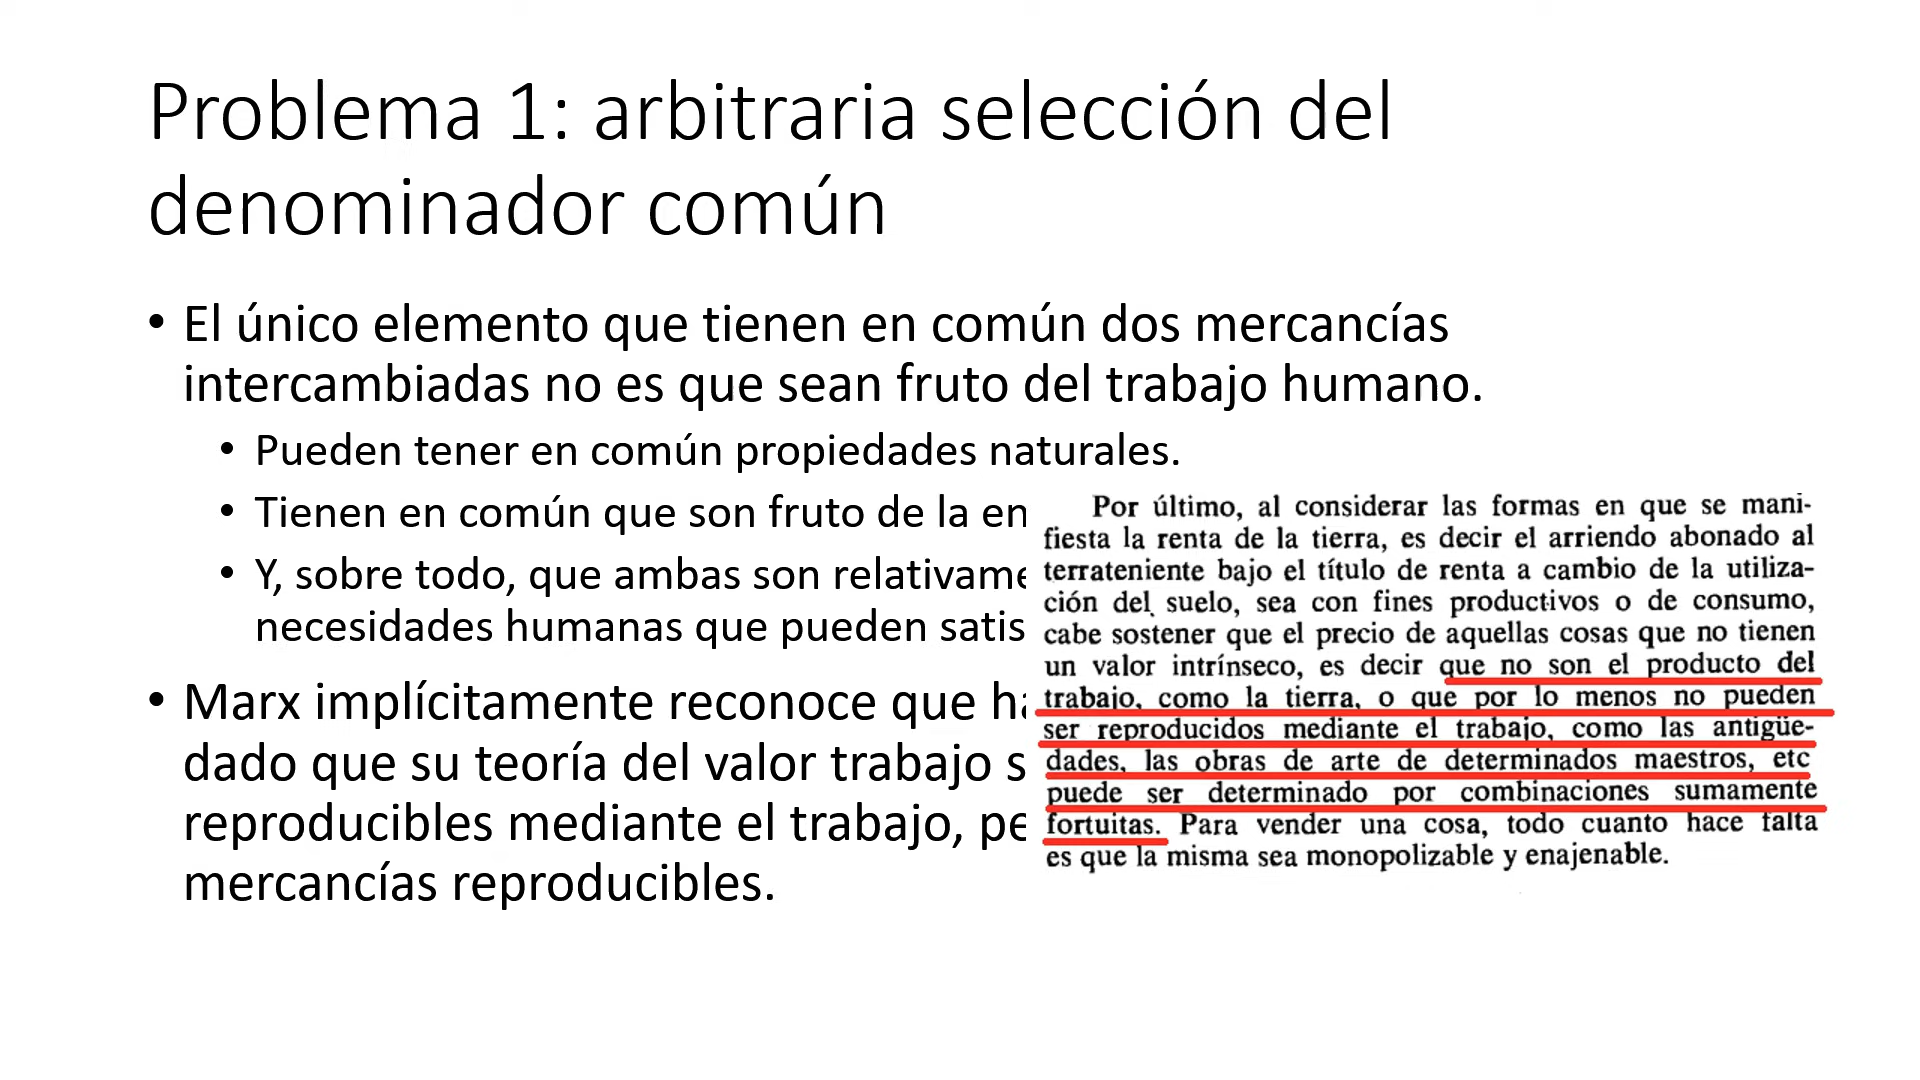 Problema 1: arbitraria selección del
denominador común
• El único elemento que tienen en común dos mercancías
intercambiadas no es que sean fruto del trabajo humano.
• Pueden tener en común propiedades naturales.
• Tienen en común que son fruto de la en
• Y, sobre todo, que ambas son relativame
necesidades humanas que pueden satis
• Marx implícitamente reconoce que ha
dado que su teoría del valor trabajo s
reproducibles mediante el trabajo, pe
mercancías reproducibles.
Por último, al considerar las formas en que se mani-
fiesta la renta de la tierra, es decir el arriendo abonado al
terrateniente bajo el título de renta a cambio de la utiliza-
ción del suelo, sea con fines productivos o de consumo,
cabe sostener que el precio de aquellas cosas que no tienen
un valor intrínseco, es decir que no son el producto del
trabajo, como la tierra, o que por lo menos no pueden
ser reproducidos mediante el trabajo, como las antigüe-
dades, las obras de arte de determinados maestros, etc
puede ser determinado por combinaciones sumamente
fortuitas. Para vender una cosa, todo cuanto hace falta
es que la misma sea monopolizable y enajenable.